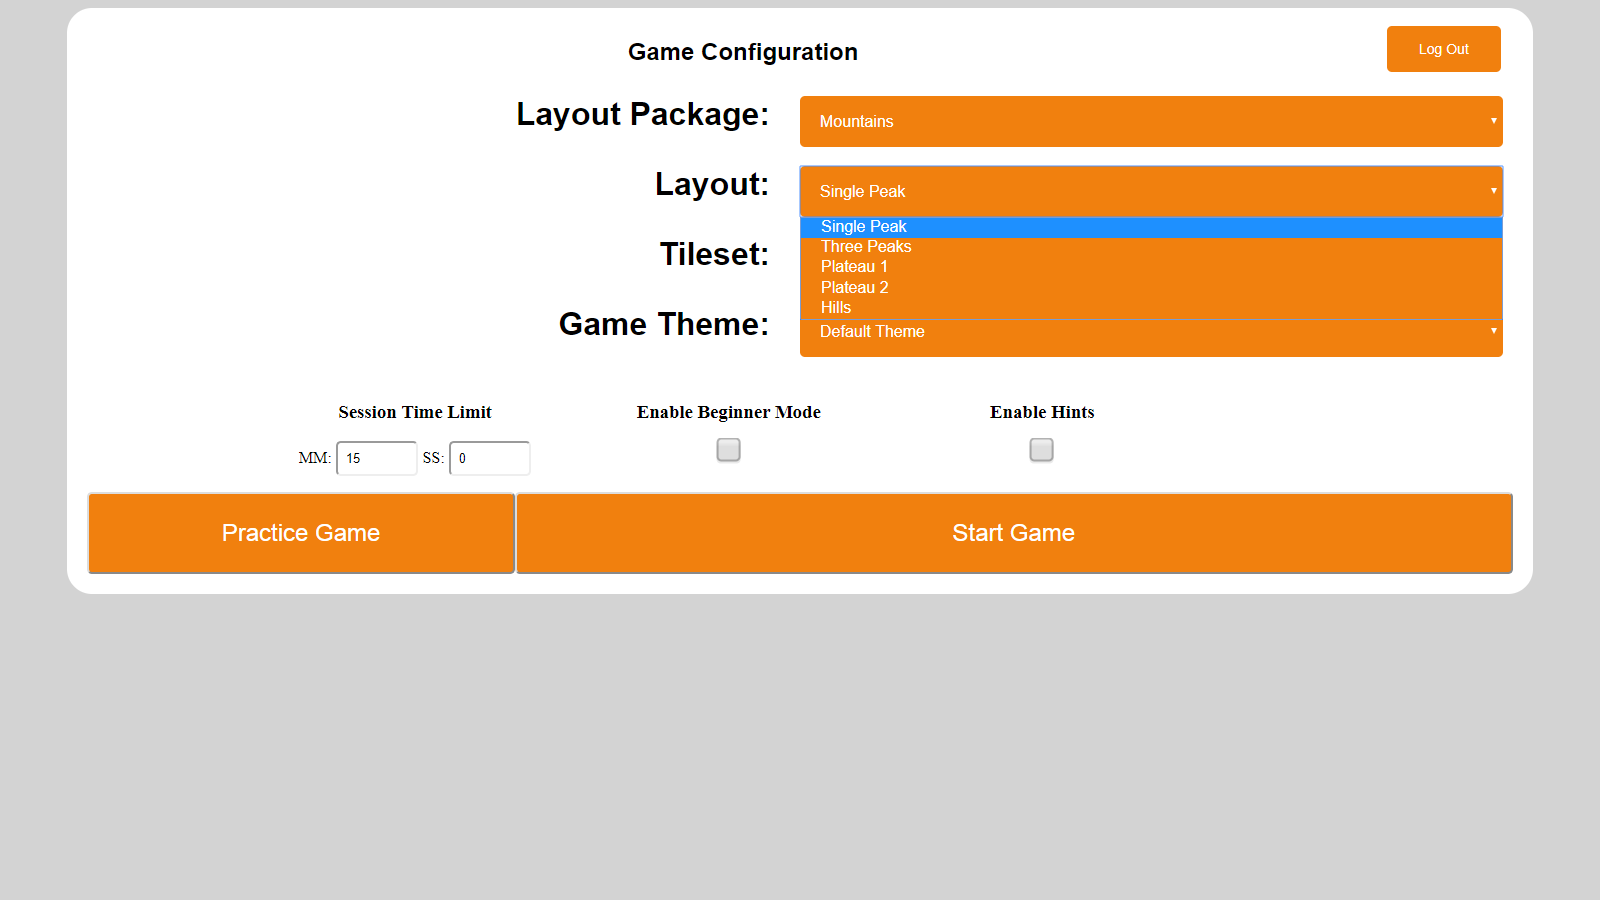 Game Configuration
Log Out
Layout Package:
Mountains
Layout:
Single Peak
Single Peak
Three Peaks
Tileset:
Plateau 1
Plateau 2
Hills
Game Theme:
Default Theme
Session Time Limit
Enable Beginner Mode
Enable Hints
MM: 15 SS: 0
Practice Game
Start Game